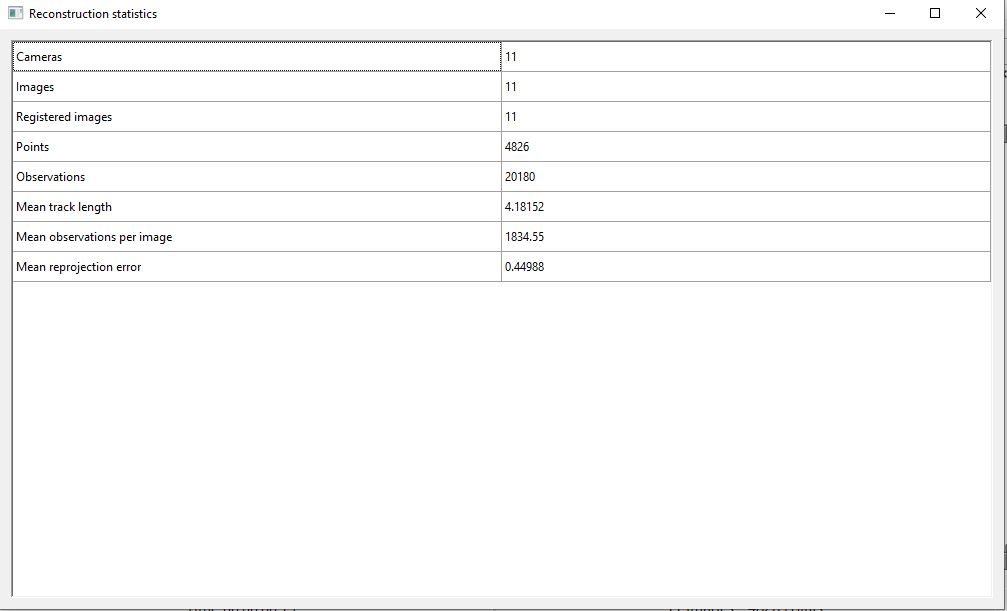 Reconstruction statistics
Cameras 11
Images 11
Registered images 11
Points 4826
Observations 20180
Mean track length 4.18152
Mean observations per image 1834.55
Mean reprojection error 0.44988